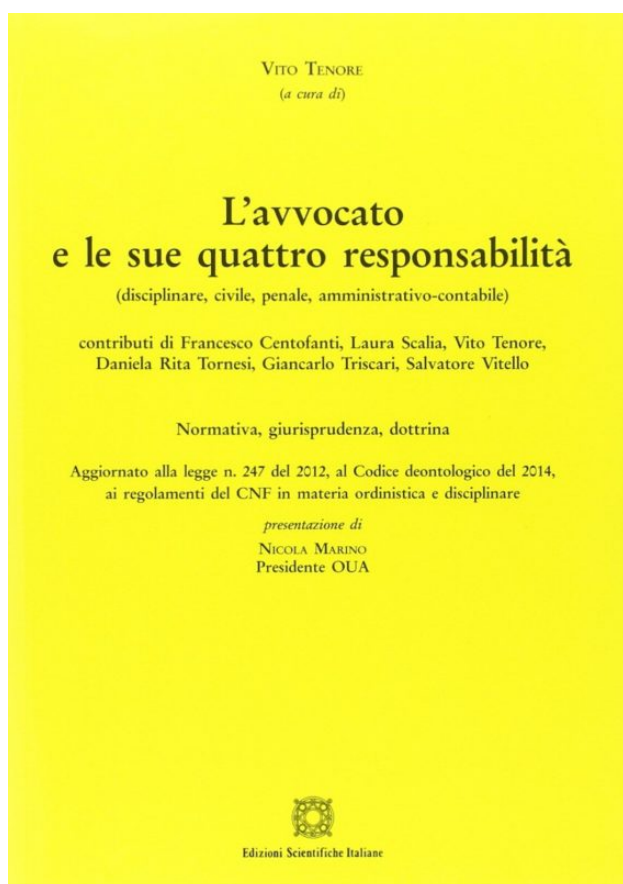 VITO TENORE
(a cura di)
L'avvocato
e le sue quattro responsabilità
(disciplinare, civile, penale, amministrativo-contabile)
contributi di Francesco Centofanti, Laura Scalia, Vito Tenore,
Daniela Rita Tornesi, Giancarlo Triscari, Salvatore Vitello
Normativa, giurisprudenza, dottrina
Aggiornato alla legge n. 247 del 2012, al Codice deontologico del 2014,
ai regolamenti del CNF in materia ordinistica e disciplinare
presentazione di
NICOLA MARINO
Presidente OUA
Edizioni Scientifiche Italiane